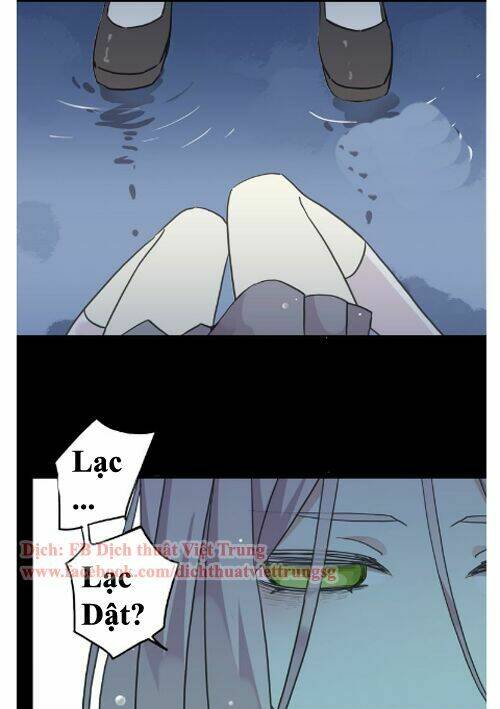 Lạc
...
Dịch: FB Dịch thuật Việt Trung
www.facebook.com/dichthuatviettrungsg
Lạc
Dật?